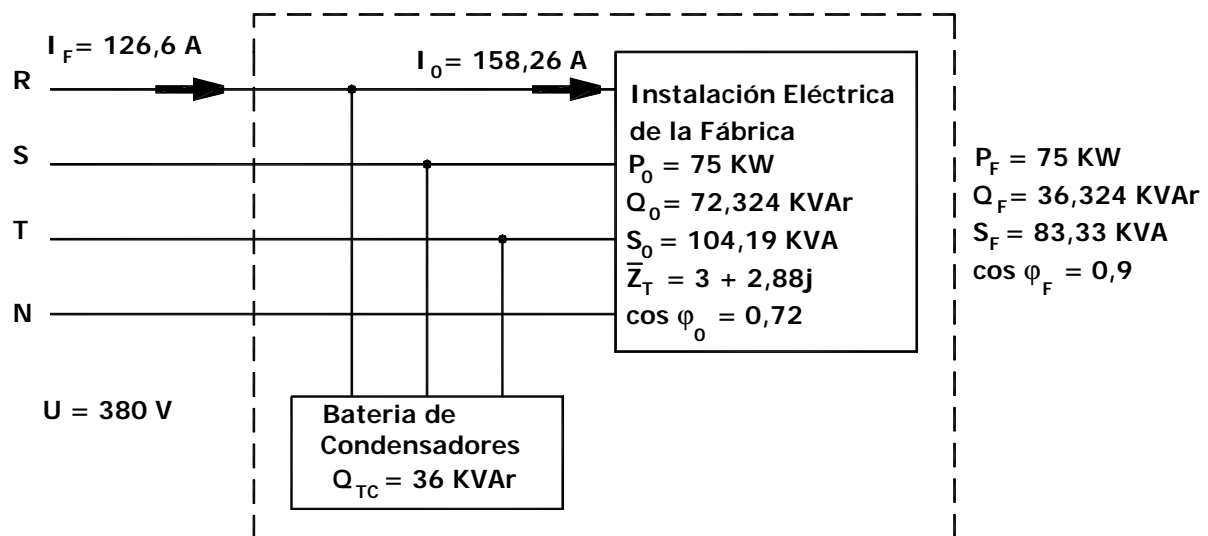 I_F = 126,6 A
I_0 = 158,26 A
R
S
T
N
U = 380 V
Instalación Eléctrica
de la Fábrica
P_0 = 75 KW
Q_0 = 72,324 KVAr
S_0 = 104,19 KVA
Z̅_T = 3 + 2,88j
cos φ_0 = 0,72
P_F = 75 KW
Q_F = 36,324 KVAr
S_F = 83,33 KVA
cos φ_F = 0,9
Bateria de
Condensadores
Q_TC = 36 KVAr